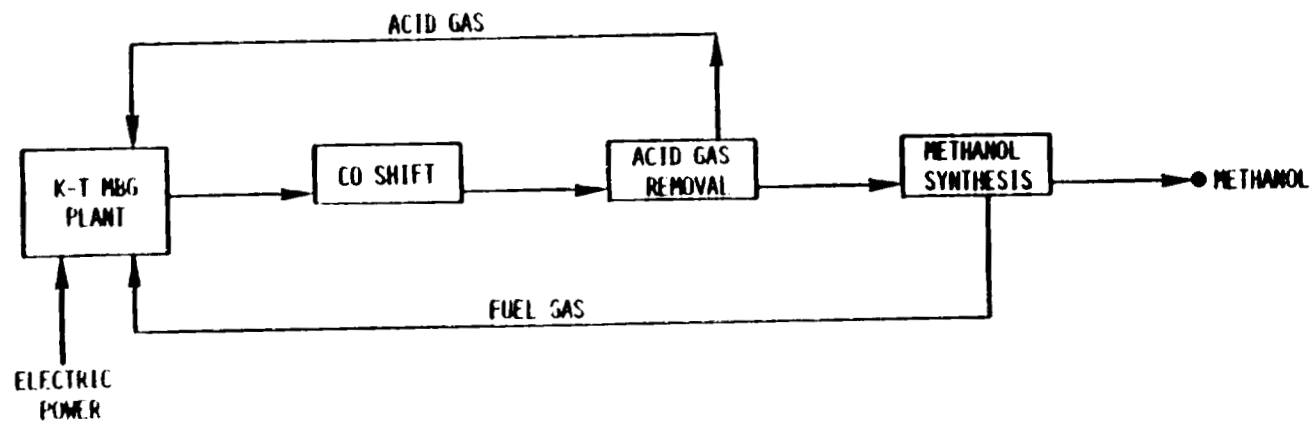 ACID GAS
K-T MBG
PLANT
CO SHIFT
ACID GAS
REMOVAL
METHANOL
SYNTHESIS
METHANOL
FUEL GAS
ELECTRIC
POWER